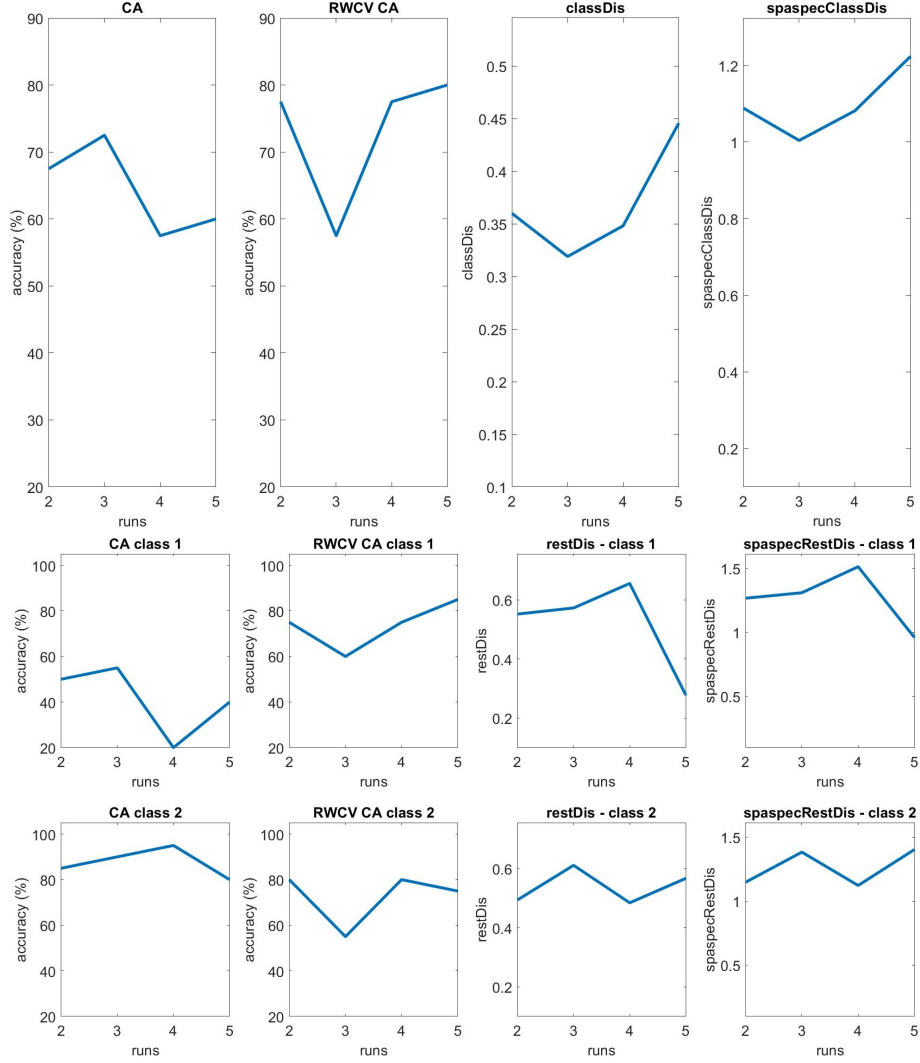 CA
90
80
70
60
50
40
30
20
accuracy (%)
2 3 4 5
runs
RWCV CA
90
80
70
60
50
40
30
20
accuracy (%)
2 3 4 5
runs
classDis
0.5
0.45
0.4
0.35
0.3
0.25
0.2
0.15
0.1
classDis
2 3 4 5
runs
spaspecClassDis
1.2
1
0.8
0.6
0.4
0.2
spaspecClassDis
2 3 4 5
runs
CA class 1
100
80
60
40
20
accuracy (%)
2 3 4 5
runs
RWCV CA class 1
100
80
60
40
20
accuracy (%)
2 3 4 5
runs
restDis - class 1
0.6
0.4
0.2
restDis
2 3 4 5
runs
spaspecRestDis - class 1
1.5
1
0.5
spaspecRestDis
2 3 4 5
runs
CA class 2
100
80
60
40
20
accuracy (%)
2 3 4 5
runs
RWCV CA class 2
100
80
60
40
20
accuracy (%)
2 3 4 5
runs
restDis - class 2
0.6
0.4
0.2
restDis
2 3 4 5
runs
spaspecRestDis - class 2
1.5
1
0.5
spaspecRestDis
2 3 4 5
runs